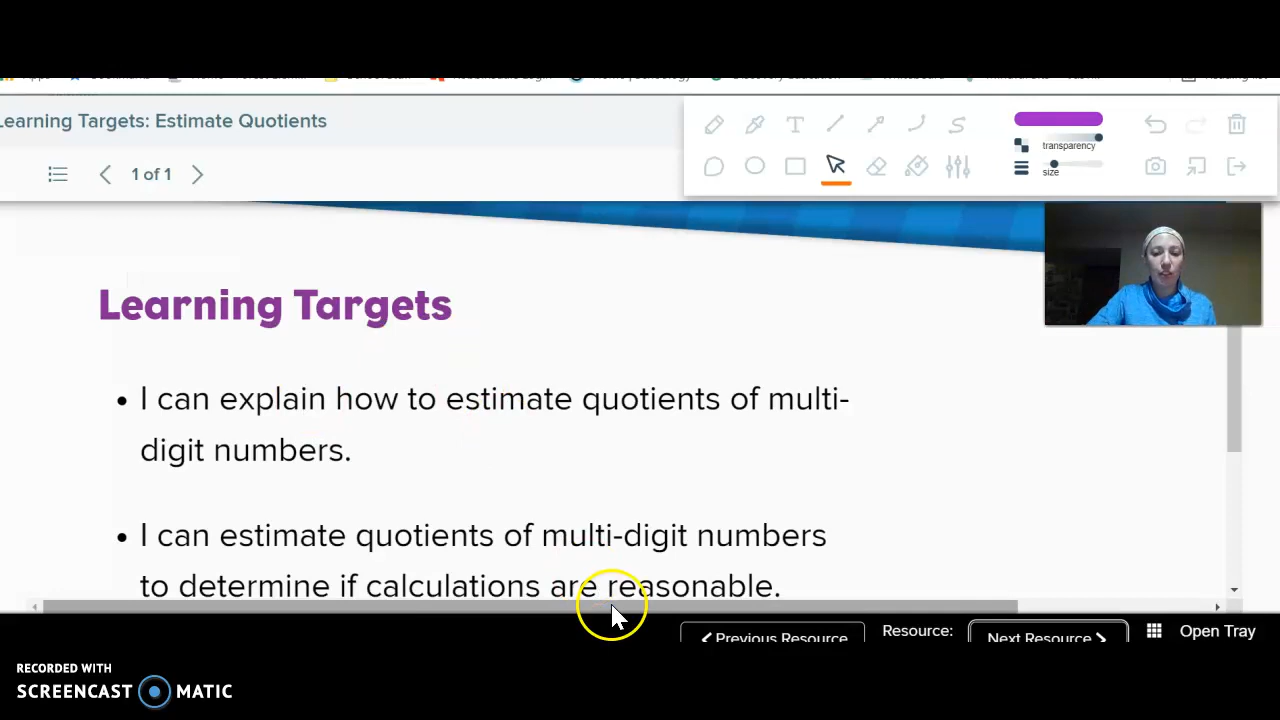 Learning Targets: Estimate Quotients
1 of 1
T
transparency
size
Learning Targets
• I can explain how to estimate quotients of multi-
digit numbers.
• I can estimate quotients of multi-digit numbers
to determine if calculations are reasonable.
Previous Resource
Resource:
Next Resource
Open Tray
RECORDED WITH
SCREENCAST MATIC